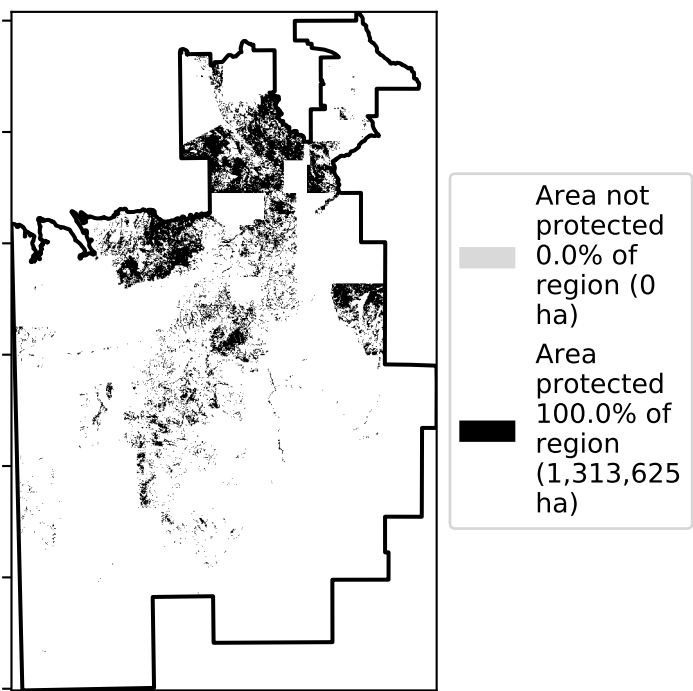 Area not
protected
0.0% of
region (0
ha)
Area
protected
100.0% of
region
(1,313,625
ha)